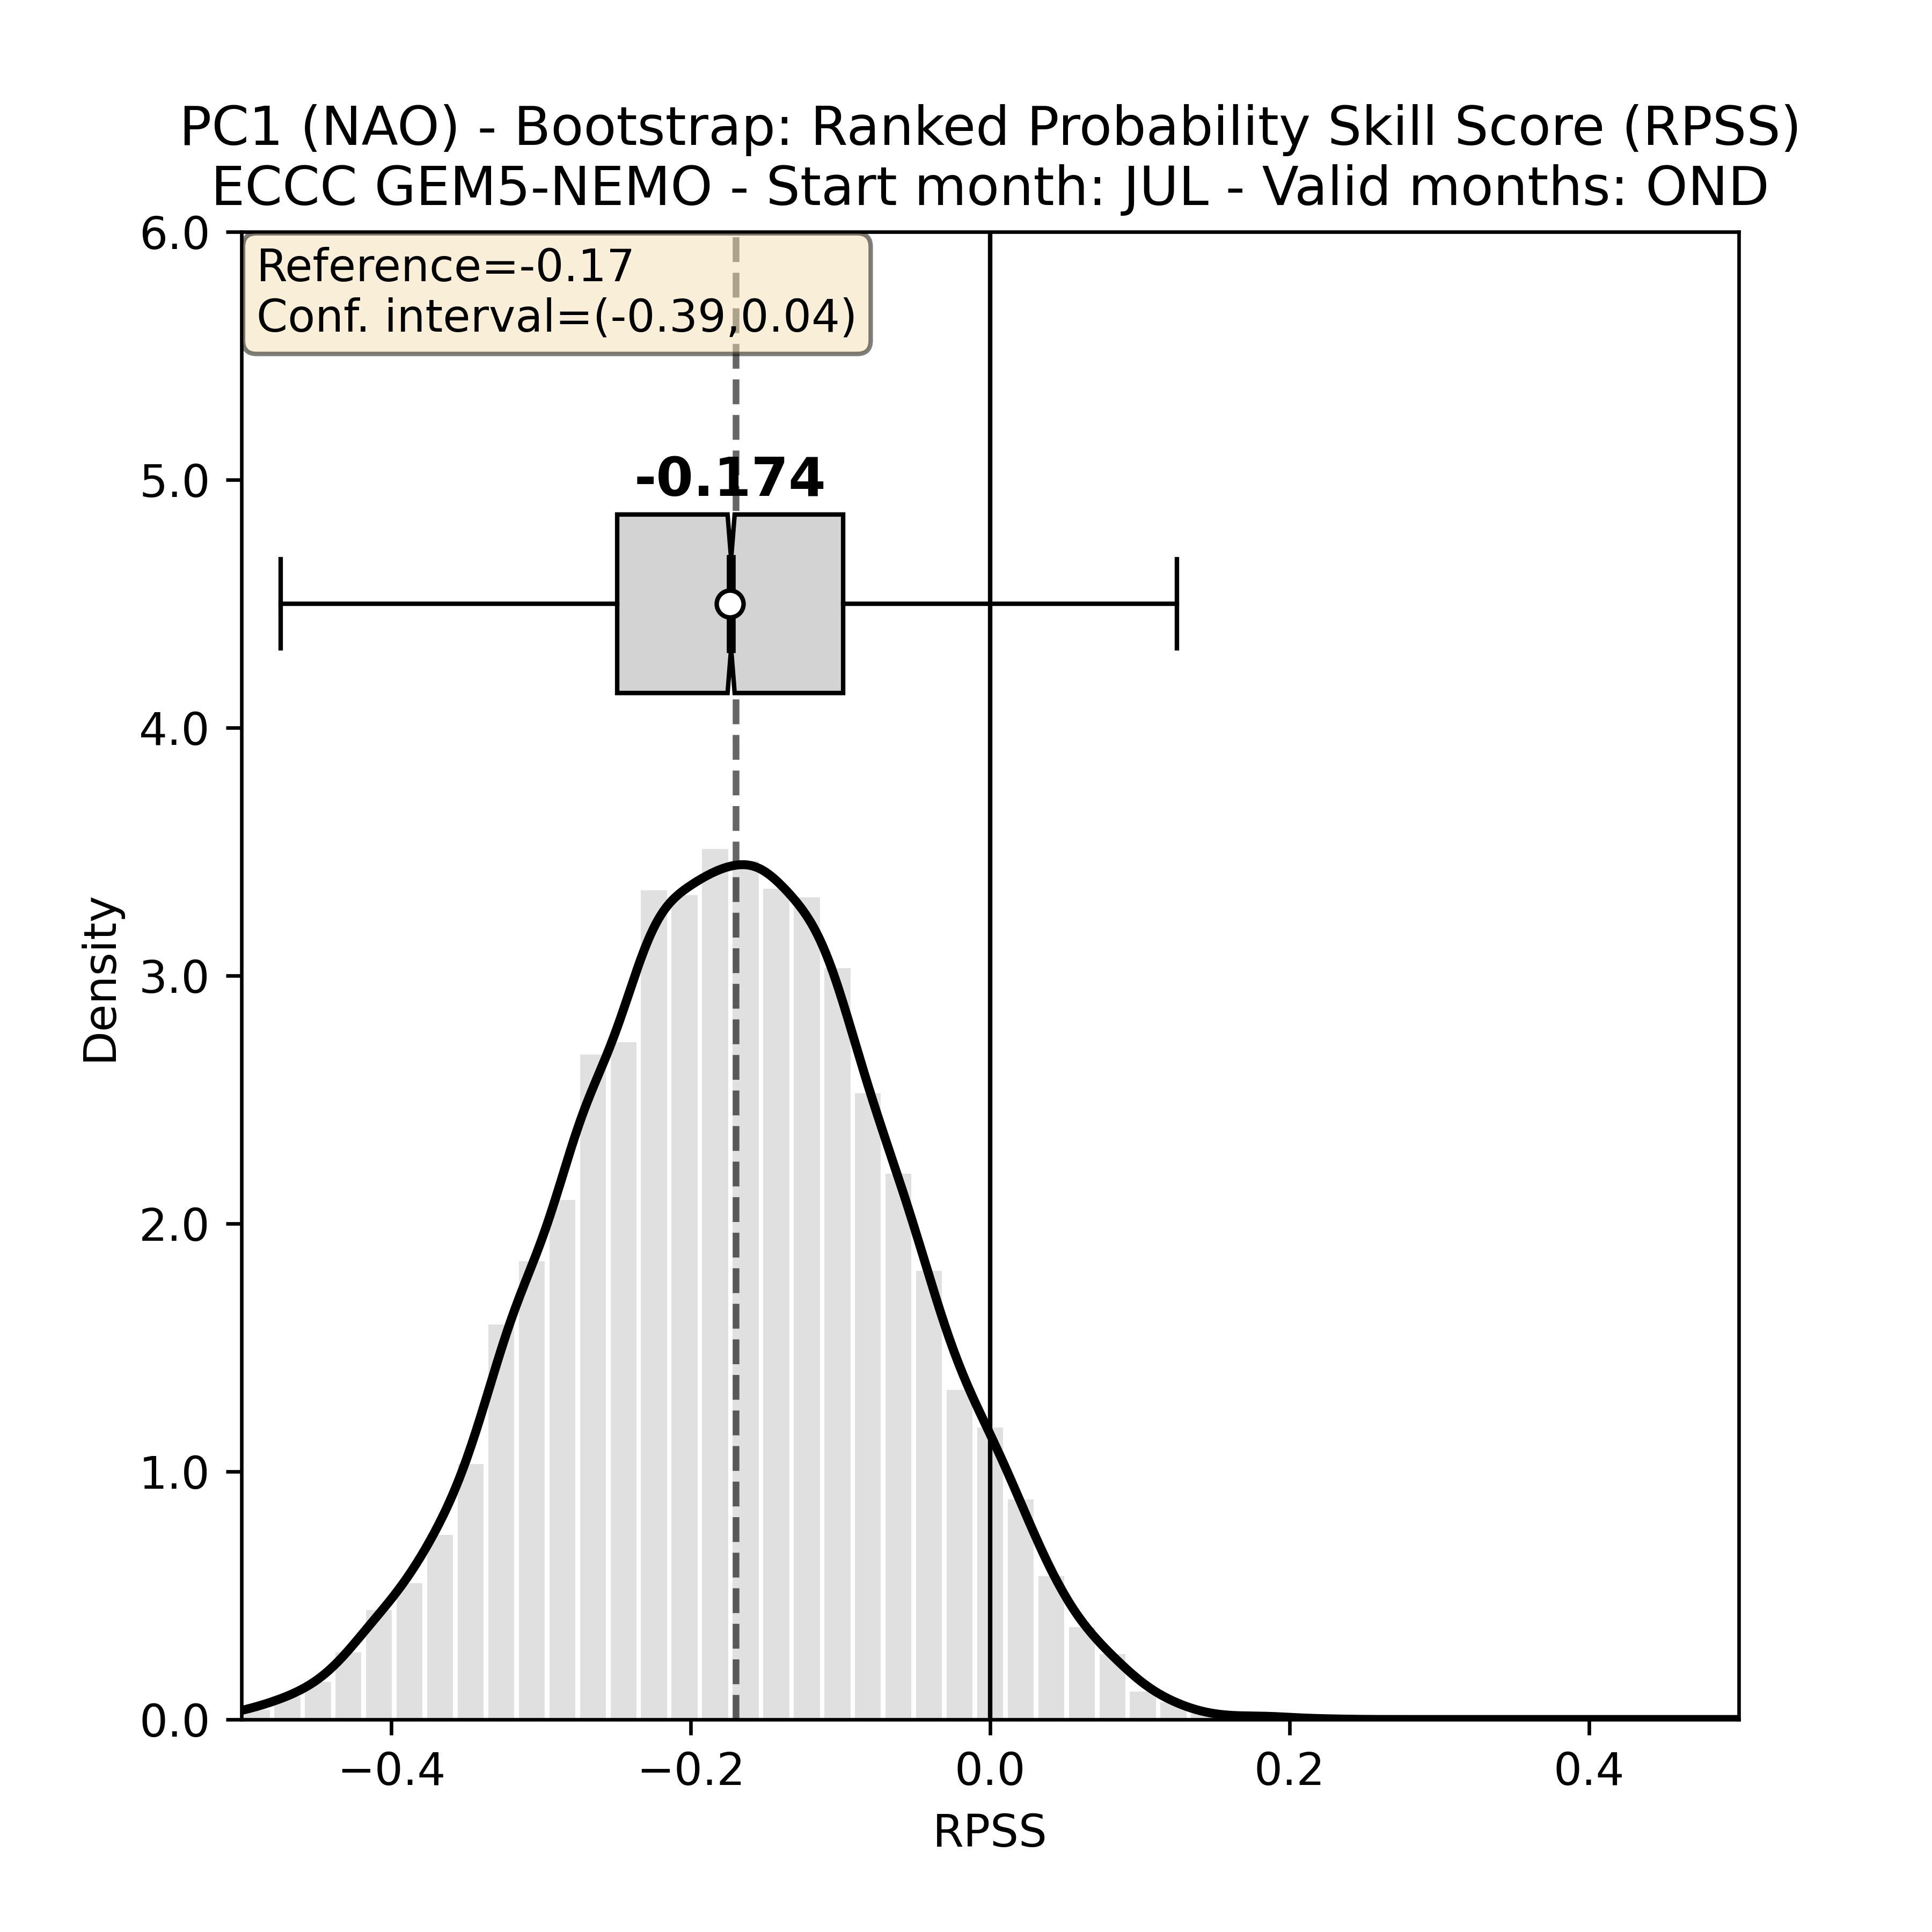 PC1 (NAO) - Bootstrap: Ranked Probability Skill Score (RPSS)
ECCC GEM5-NEMO - Start month: JUL - Valid months: OND
6.0
Reference=-0.17
Conf. interval=(-0.39,0.04)
5.0
-0.174
4.0
3.0
Density
2.0
1.0
0.0
−0.4
−0.2
0.0
0.2
0.4
RPSS